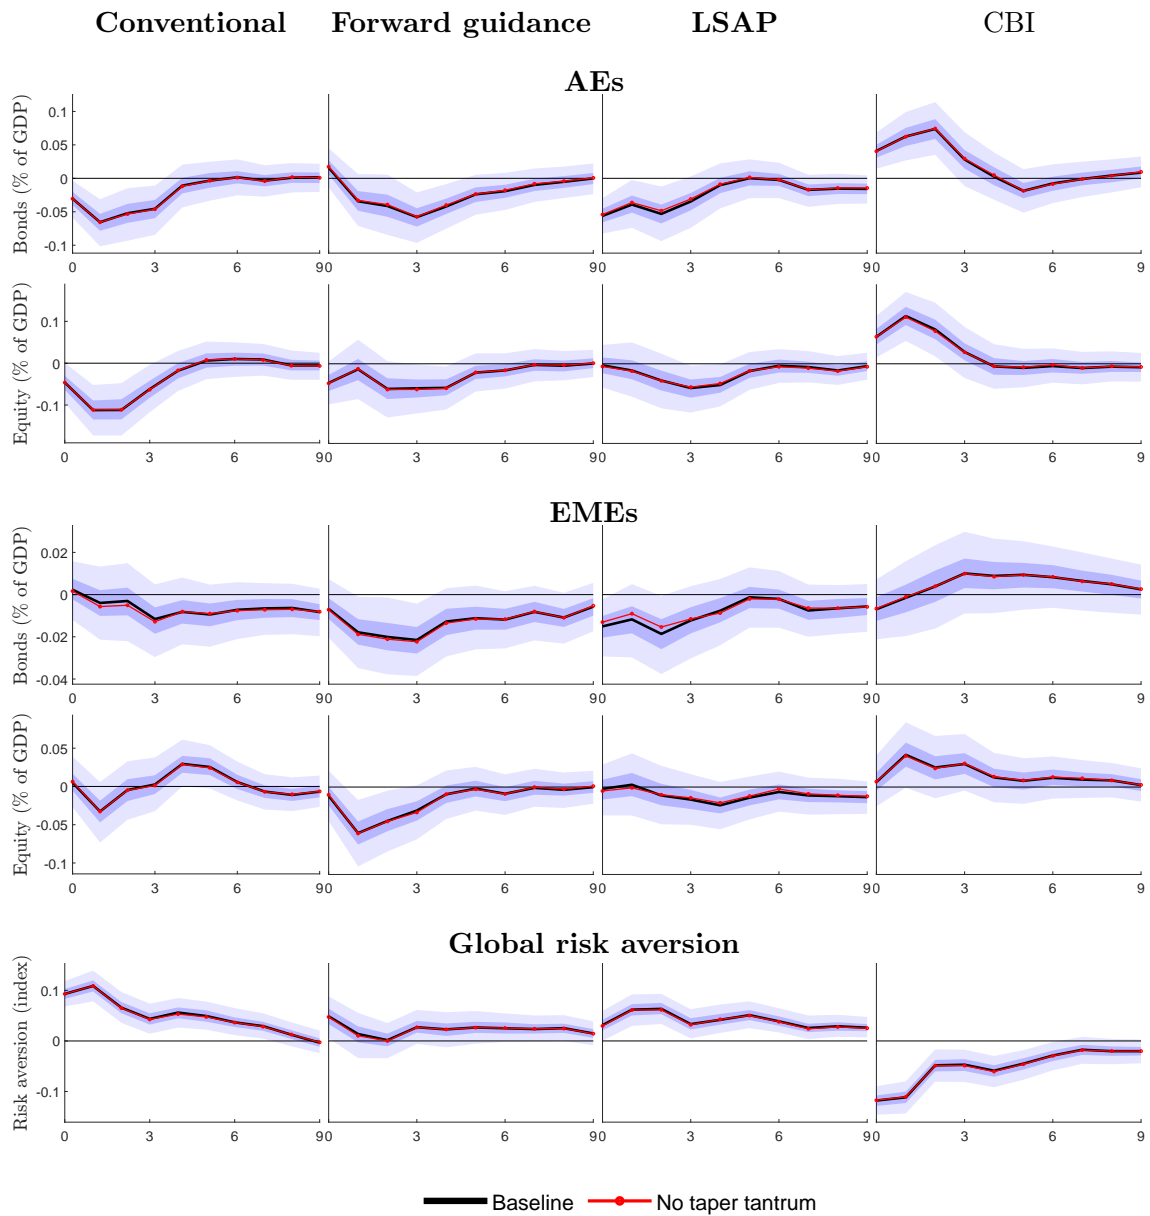 Conventional Forward guidance LSAP CBI
AEs
Bonds (% of GDP)
0.1
0.05
0
-0.05
-0.1
0 3 6 90 3 6 90 3 6 90 3 6 9
Equity (% of GDP)
0.1
0
-0.1
0 3 6 90 3 6 90 3 6 90 3 6 9
EMEs
Bonds (% of GDP)
0.02
0
-0.02
-0.04
0 3 6 90 3 6 90 3 6 90 3 6 9
Equity (% of GDP)
0.05
0
-0.05
-0.1
0 3 6 90 3 6 90 3 6 90 3 6 9
Global risk aversion
Risk aversion (index)
0.1
0
-0.1
0 3 6 90 3 6 90 3 6 90 3 6 9
Baseline No taper tantrum